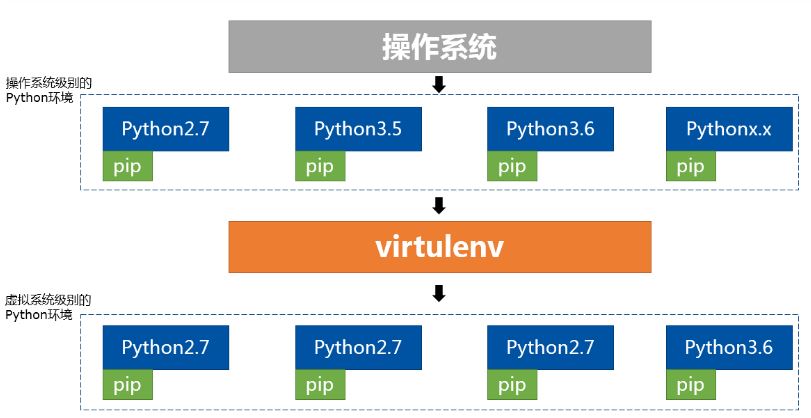 操作系统
操作系统级别的
Python环境
Python2.7
Python3.5
Python3.6
Pythonx.x
pip
pip
pip
pip
virtulenv
虚拟系统级别的
Python环境
Python2.7
Python2.7
Python2.7
Python3.6
pip
pip
pip
pip